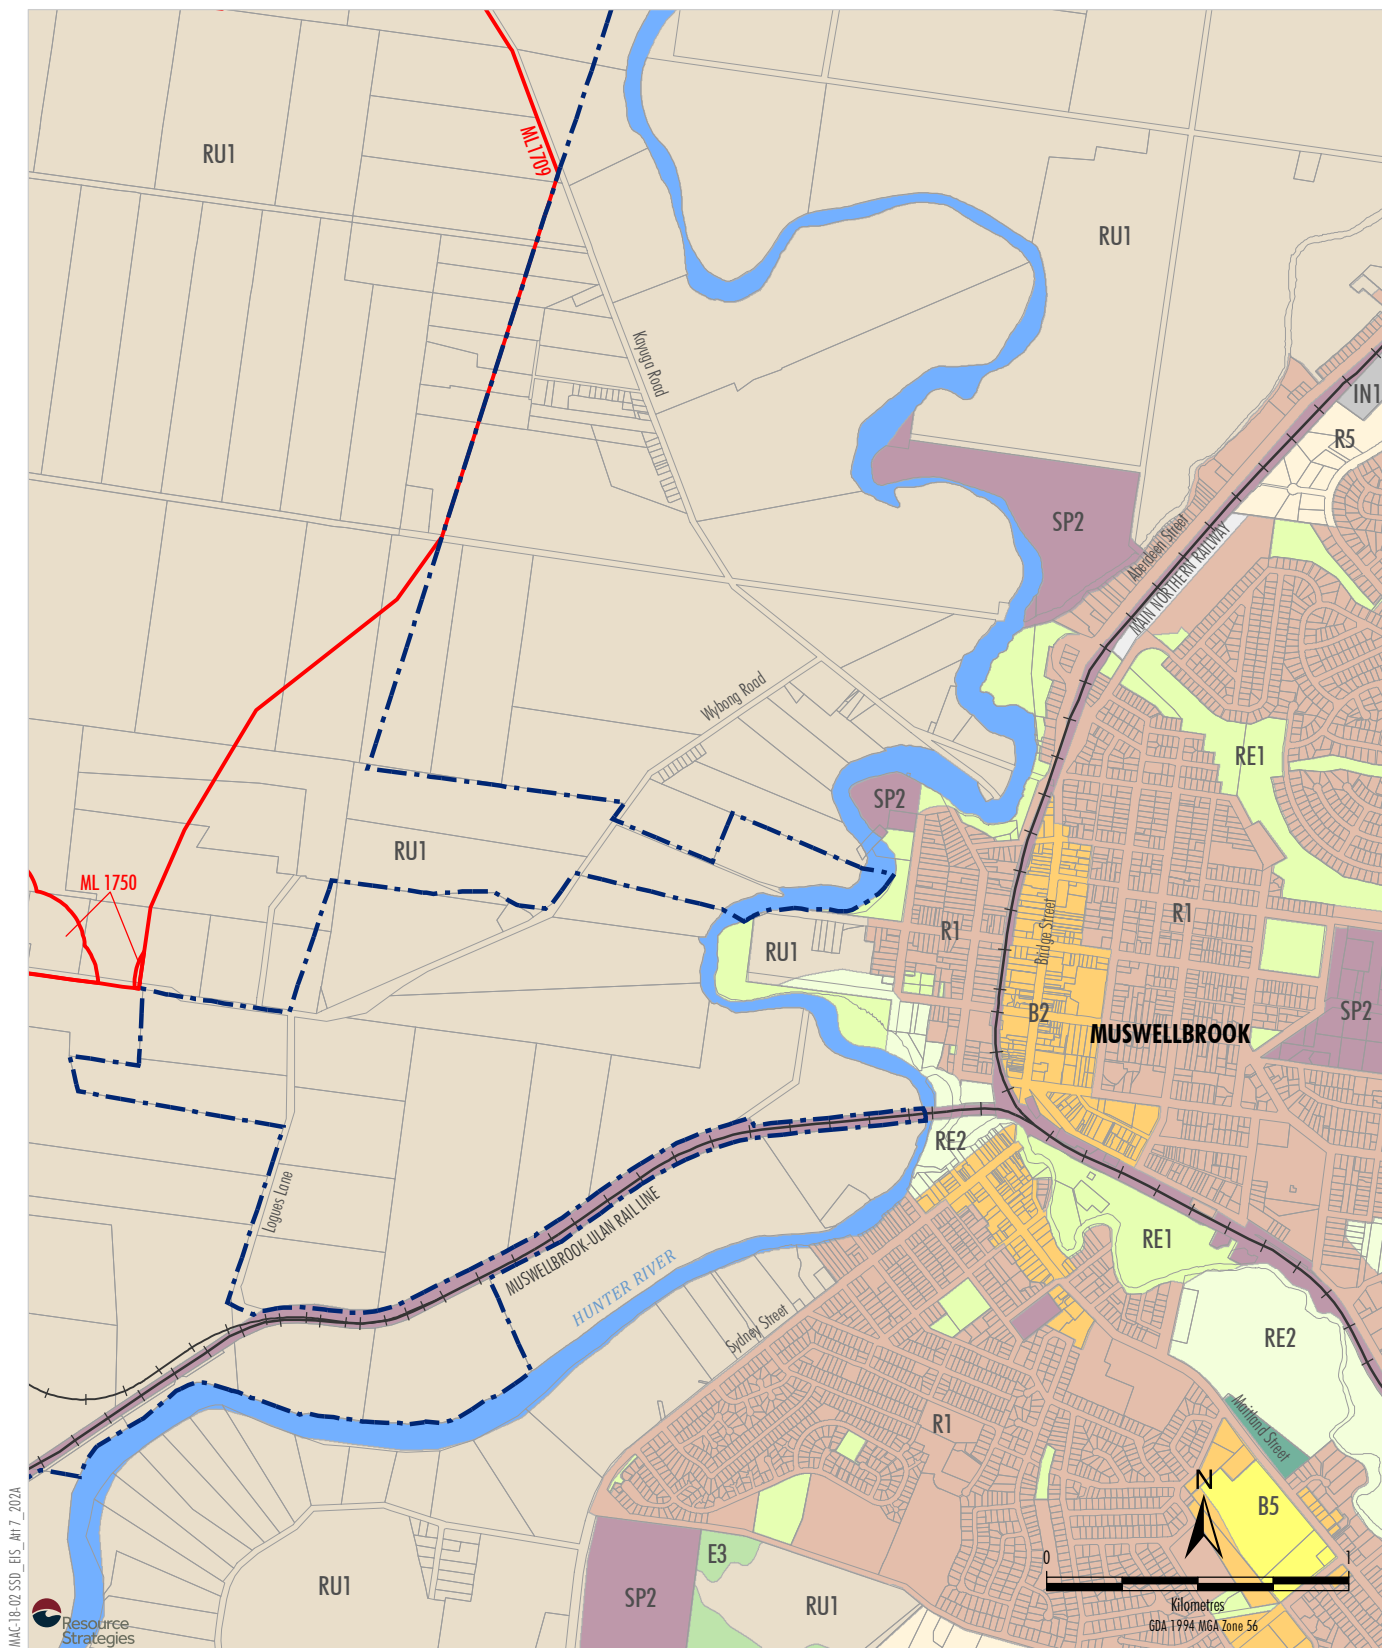 RU1
ML1709
RU1
Kayuga Road
IN1
R5
SP2
Aberdeen Street
MAIN NORTHERN RAILWAY
Wybong Road
RE1
SP2
RU1
ML 1750
R1
R1
Bridge Street
RU1
B2
SP2
MUSWELLBROOK
RE2
Logues Lane
MUSWELLBROOK-ULAN RAIL LINE
RE1
HUNTER RIVER
Sydney Street
RE2
R1
Maitland Street
N
B5
E3
0 1
RU1
SP2
RU1
Kilometres
GDA 1994 MGA Zone 56
Resource
Strategies
MAC-18-02 SSD_EIS_Att 7_202A